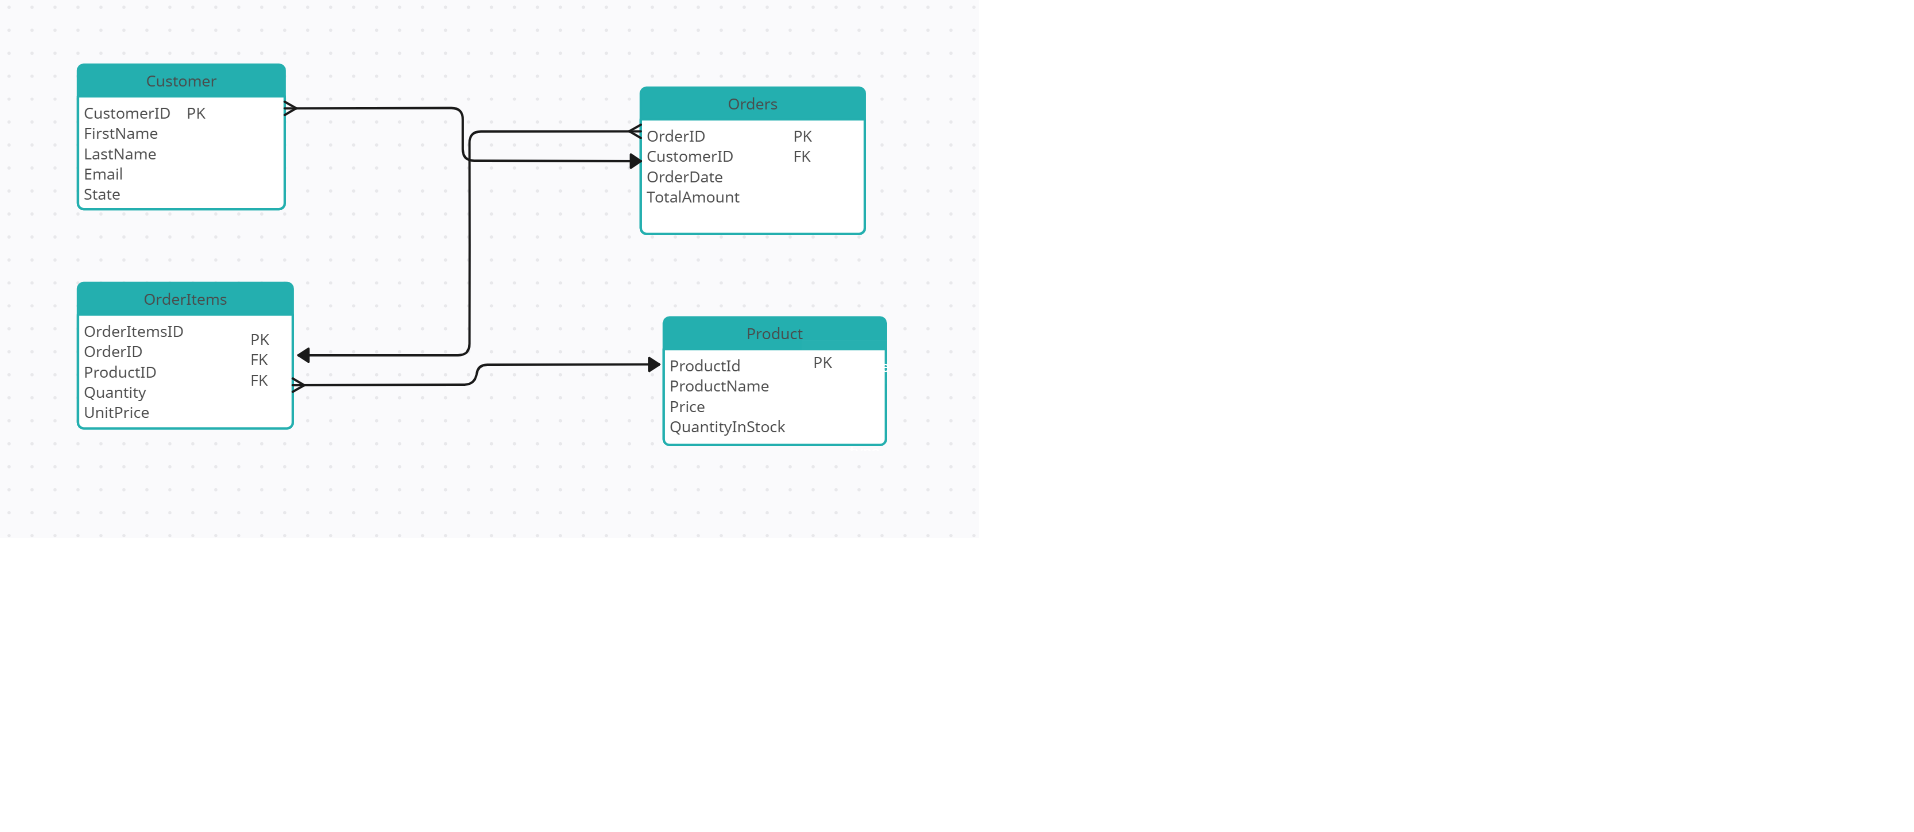 Customer
CustomerID PK
FirstName
LastName
Email
State
Orders
OrderID PK
CustomerID FK
OrderDate
TotalAmount
OrderItems
OrderItemsID PK
OrderID FK
ProductID FK
Quantity
UnitPrice
Product
ProductId PK
ProductName
Price
QuantityInStock